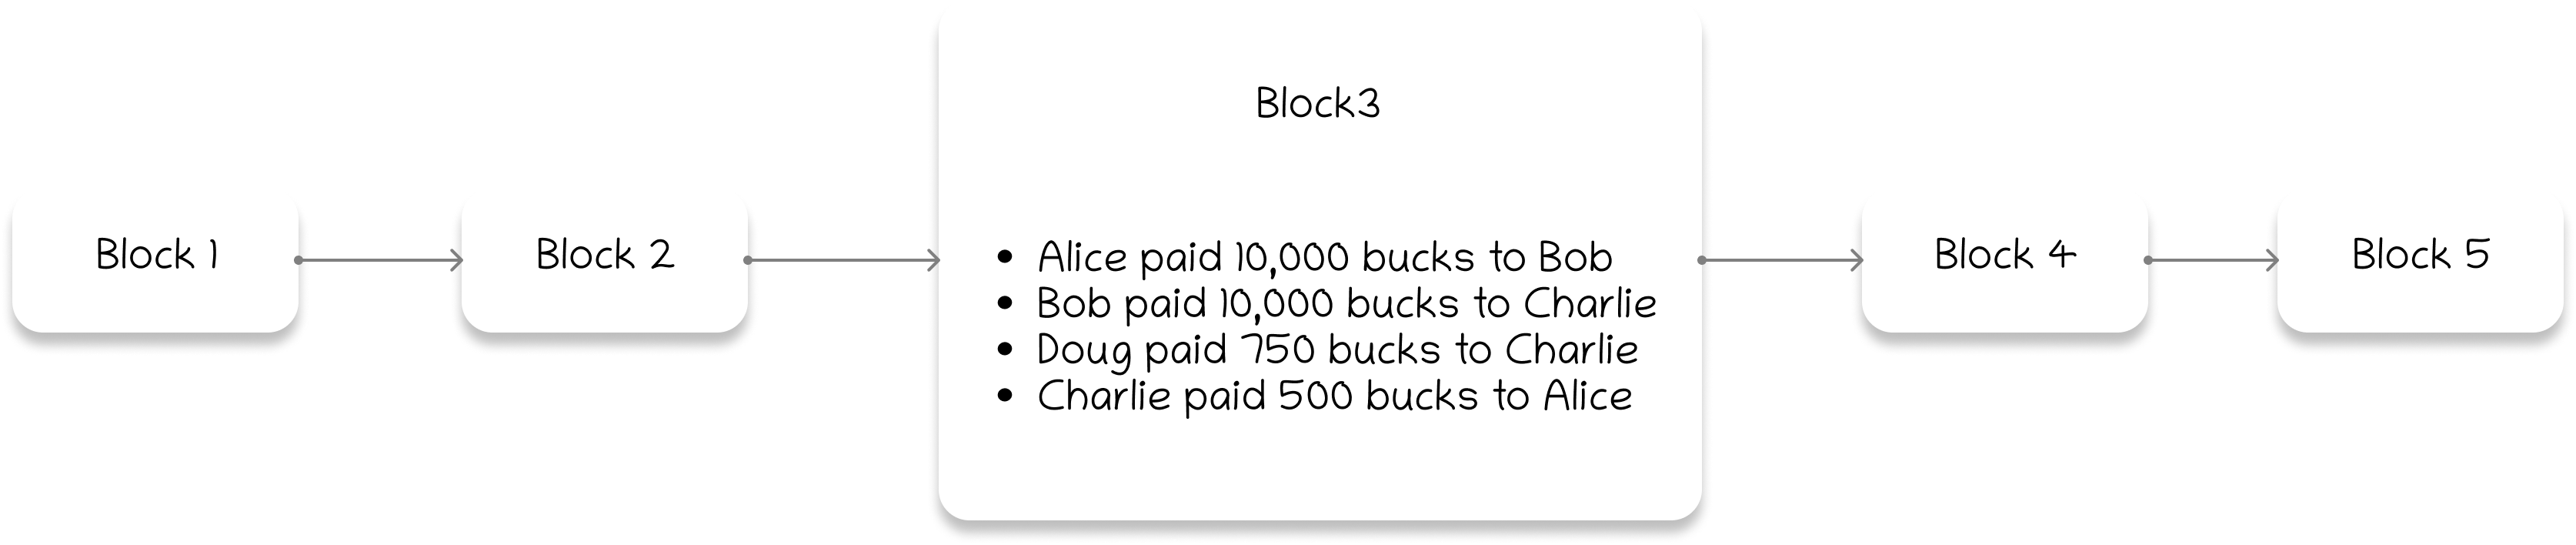 Block 1
Block 2
Block3
• Alice paid 10,000 bucks to Bob
• Bob paid 10,000 bucks to Charlie
• Doug paid 750 bucks to Charlie
• Charlie paid 500 bucks to Alice
Block 4
Block 5